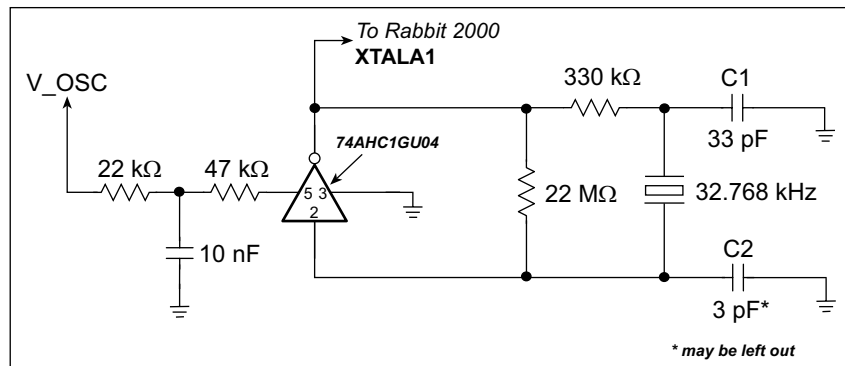 To Rabbit 2000
XTALA1
330 kΩ
C1
V_OSC
33 pF
74AHC1GU04
22 kΩ
47 kΩ
5 3
2
22 MΩ
32.768 kHz
10 nF
C2
3 pF*
* may be left out